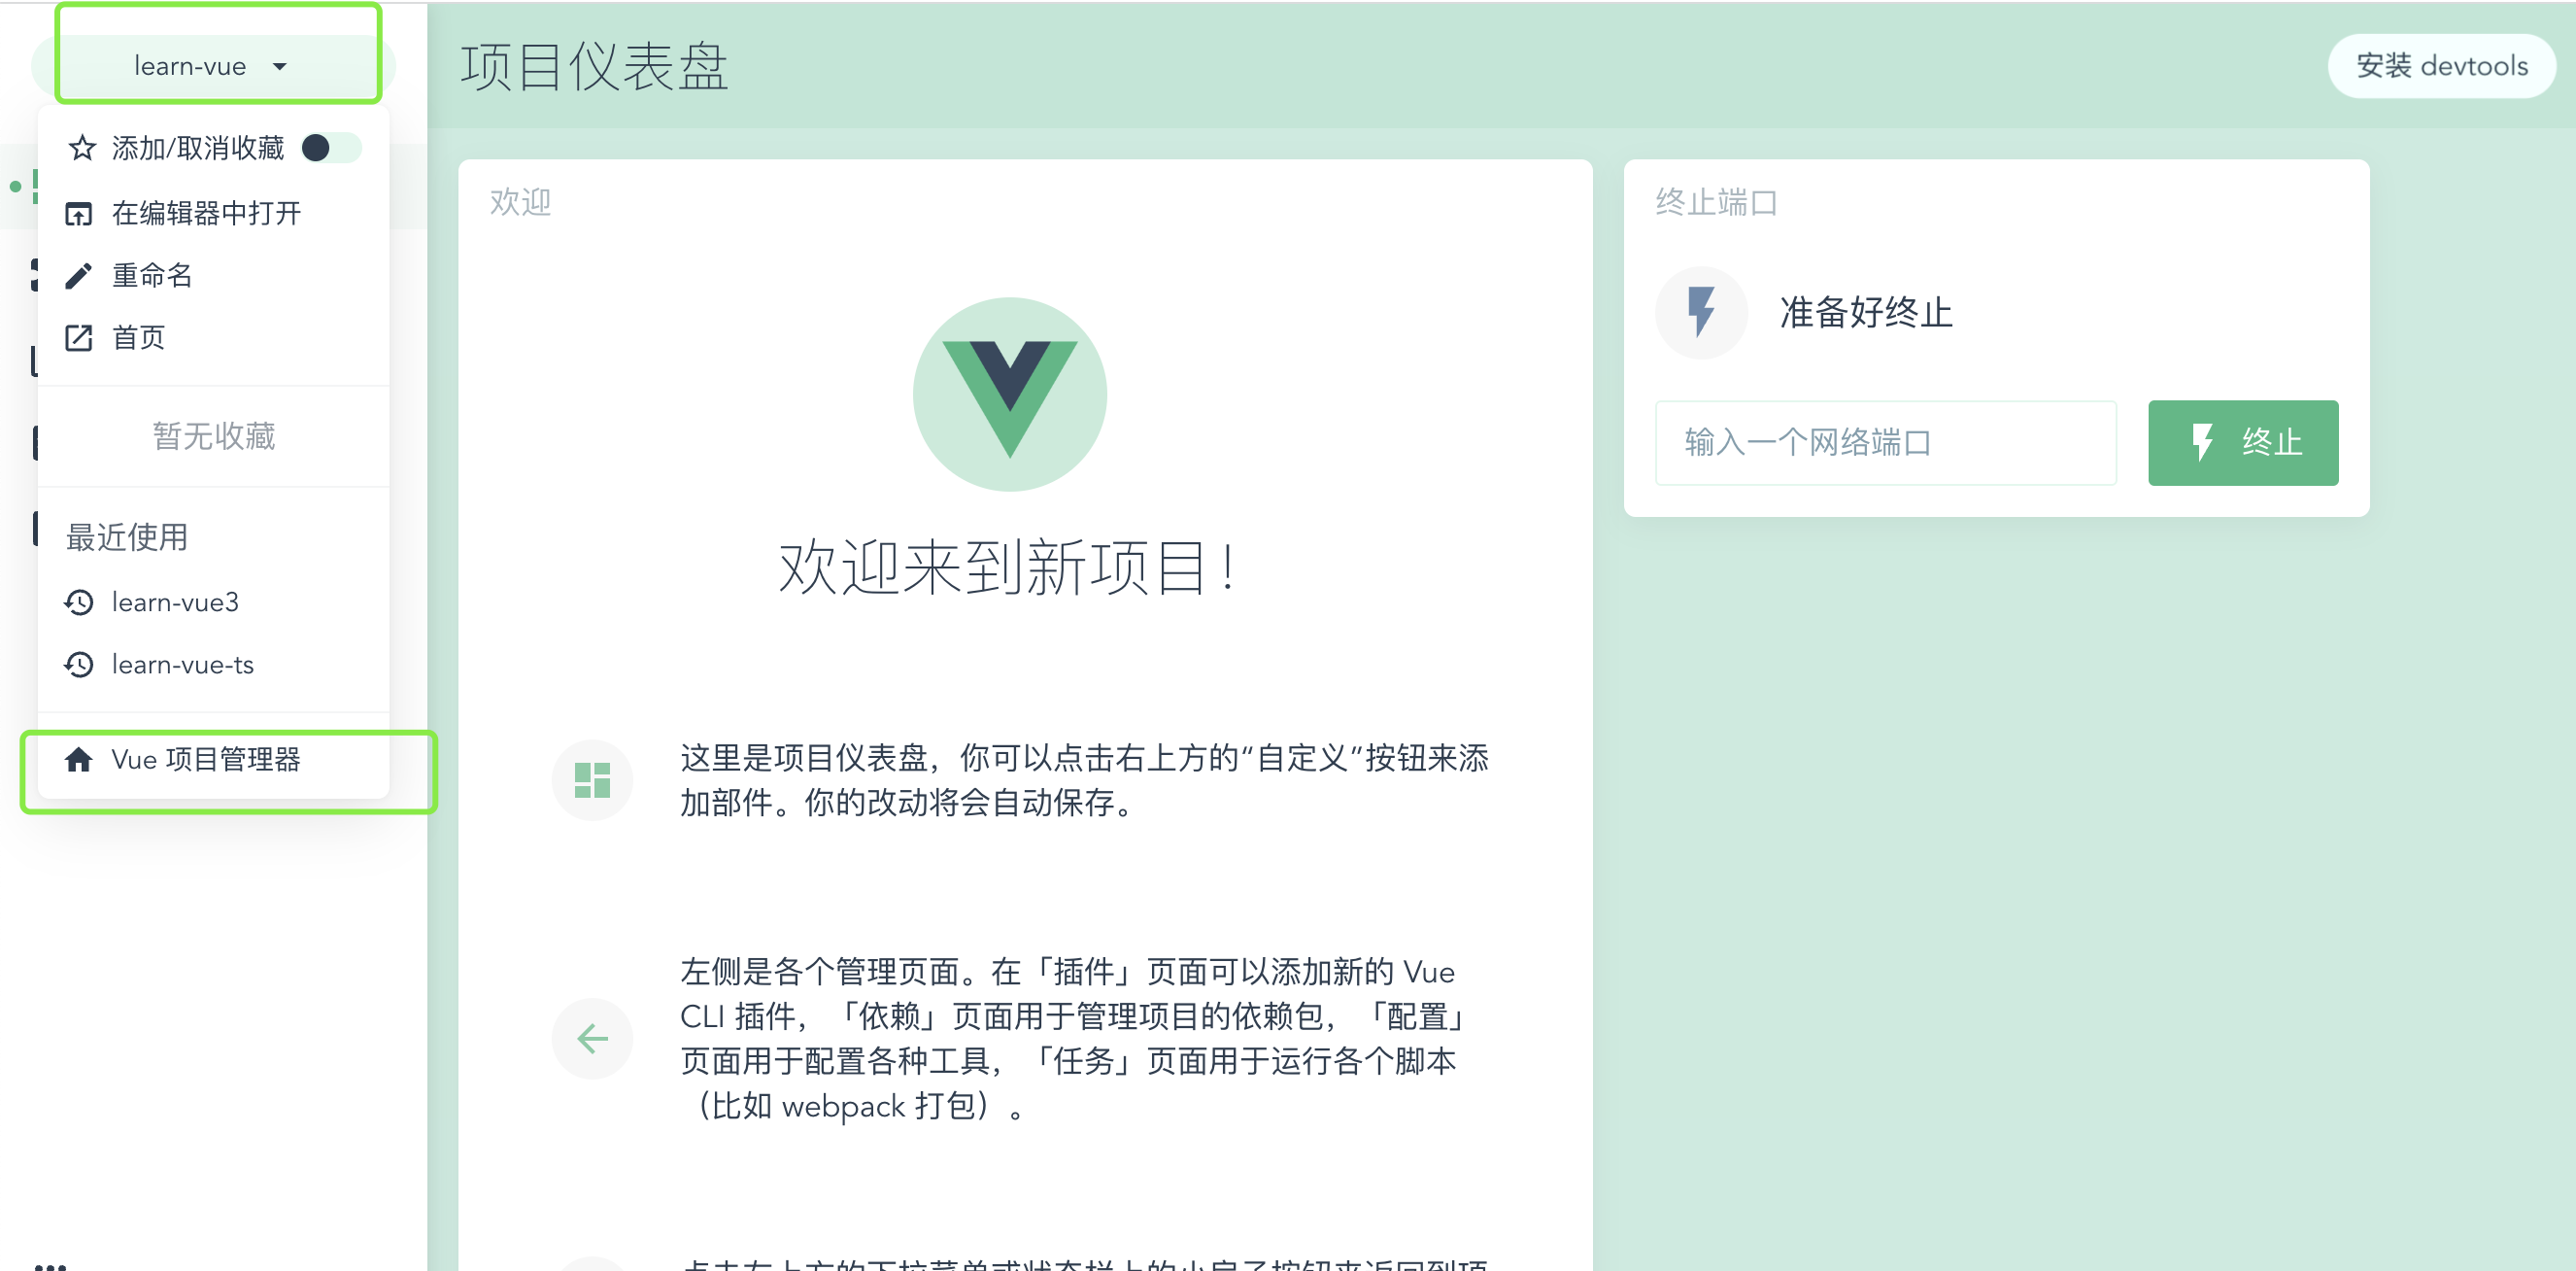 learn-vue
项目仪表盘
安装 devtools
添加/取消收藏
在编辑器中打开
重命名
首页
暂无收藏
最近使用
learn-vue3
learn-vue-ts
Vue 项目管理器
欢迎
欢迎来到新项目！
这里是项目仪表盘，你可以点击右上方的“自定义”按钮来添
加部件。你的改动将会自动保存。
左侧是各个管理页面。在「插件」页面可以添加新的 Vue
CLI 插件，「依赖」页面用于管理项目的依赖包，「配置」
页面用于配置各种工具，「任务」页面用于运行各个脚本
（比如 webpack 打包）。
终止端口
准备好终止
输入一个网络端口
终止